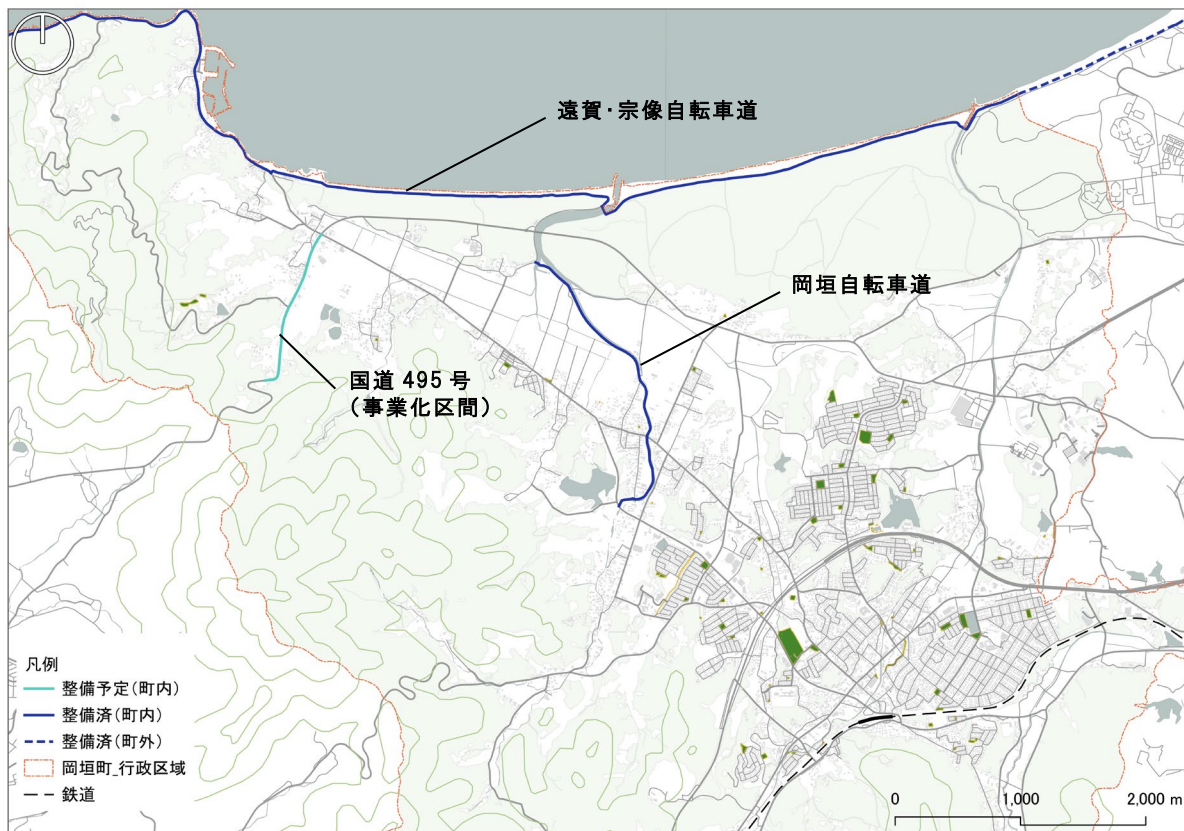 遠賀・宗像自転車道
岡垣自転車道
国道 495 号
(事業化区間)
凡例
整備予定(町内)
整備済(町内)
整備済(町外)
岡垣町_行政区域
鉄道
0 1,000 2,000 m